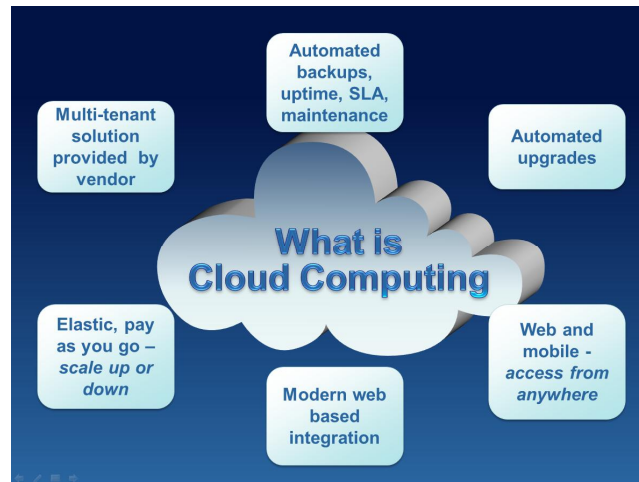 Automated
backups,
uptime, SLA,
maintenance
Multi-tenant
solution
provided by
vendor
Automated
upgrades
What is
Cloud Computing
Elastic, pay
as you go –
scale up or
down
Web and
mobile -
access from
anywhere
Modern web
based
integration